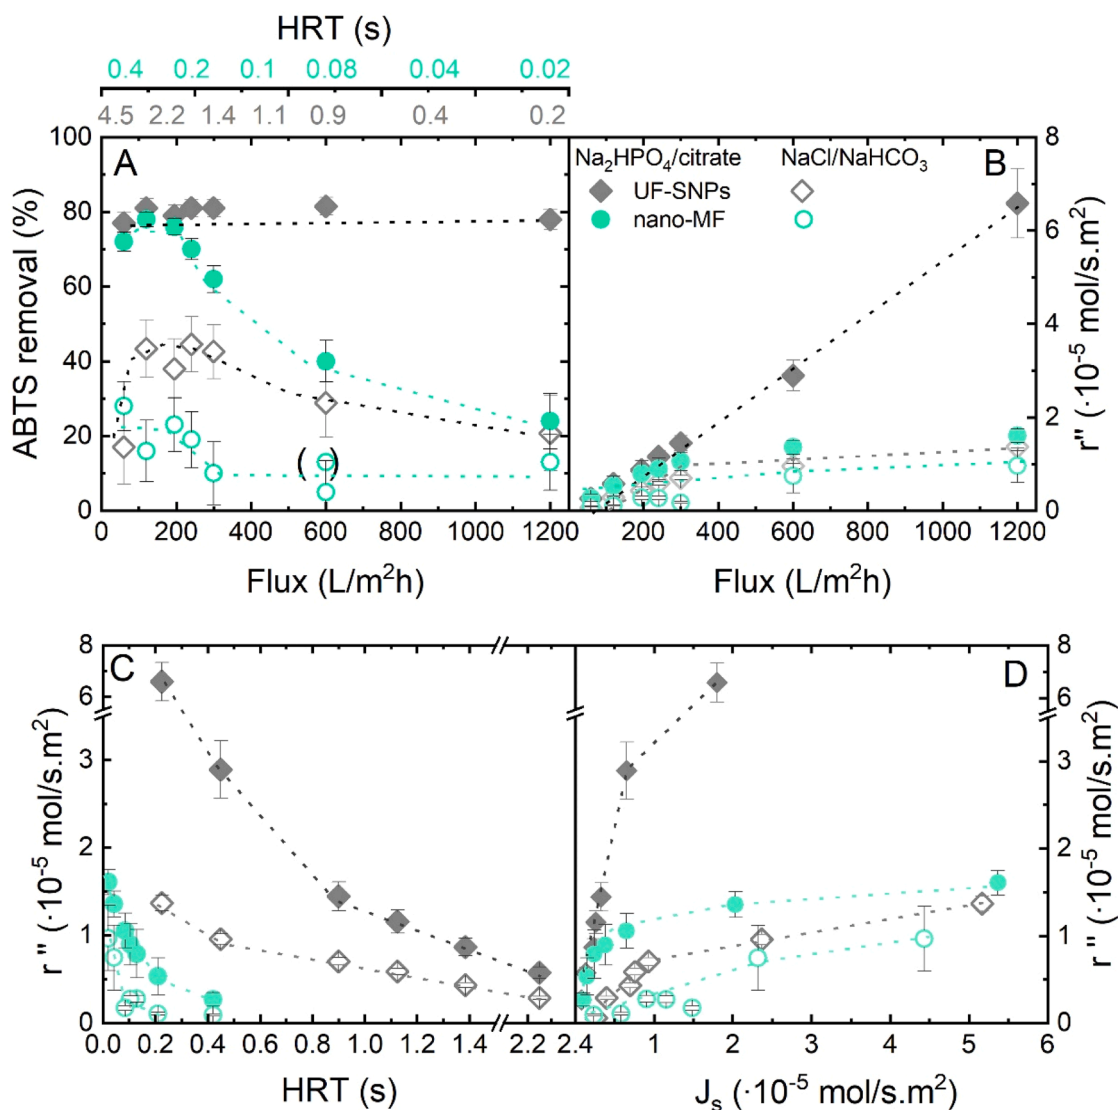 HRT (s)
0.4 0.2 0.1 0.08 0.04 0.02
4.5 2.2 1.4 1.1 0.9 0.4 0.2
100
80
60
40
20
0
ABTS removal (%)
A
( )
0 200 400 600 800 1000 1200
Flux (L/m²h)
Na₂HPO₄/citrate NaCl/NaHCO₃
UF-SNPs
nano-MF
B
8
6
4
2
0
r'' (·10⁻⁵ mol/s.m²)
200 400 600 800 1000 1200
Flux (L/m²h)
C
8
6
3
2
1
0
r'' (·10⁻⁵ mol/s.m²)
0.0 0.2 0.4 0.6 0.8 1.0 1.2 1.4 2.2 2.4
HRT (s)
D
8
6
3
2
1
0
r'' (·10⁻⁵ mol/s.m²)
1 2 3 4 5 6
Jₛ (·10⁻⁵ mol/s.m²)